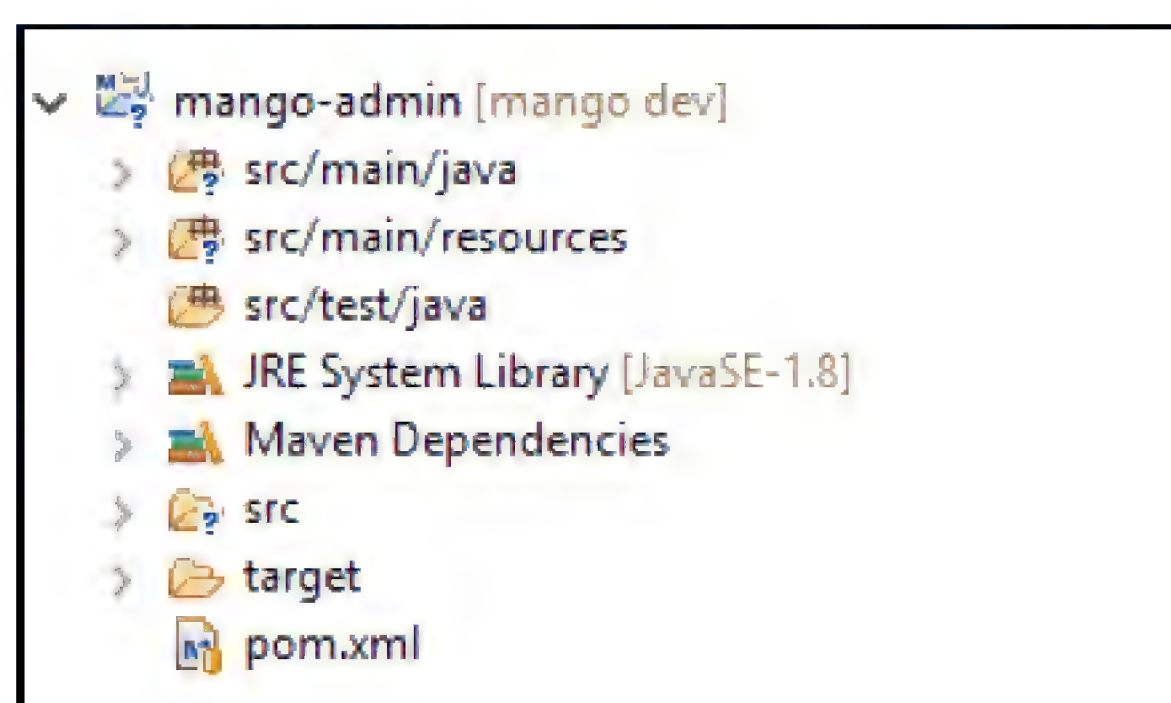 mango-admin [mango dev]
src/main/java
src/main/resources
src/test/java
JRE System Library [JavaSE-1.8]
Maven Dependencies
src
target
pom.xml